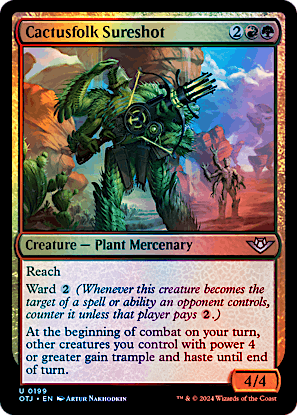 Cactusfolk Sureshot 2
Creature — Plant Mercenary
Reach
Ward 2 (Whenever this creature becomes the
target of a spell or ability an opponent controls,
counter it unless that player pays 2.)
At the beginning of combat on your turn,
other creatures you control with power 4
or greater gain trample and haste until end
of turn.
4/4
U 0199
OTJ • EN Artur Nakhodkin
™ & © 2024 Wizards of the Coast